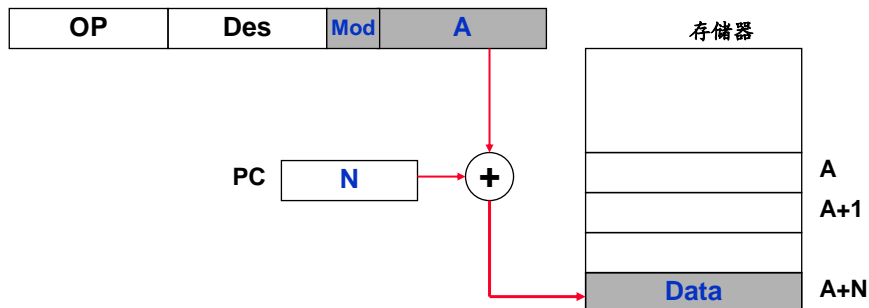 OP Des Mod A
存储器
A
PC N +
A+1
Data A+N